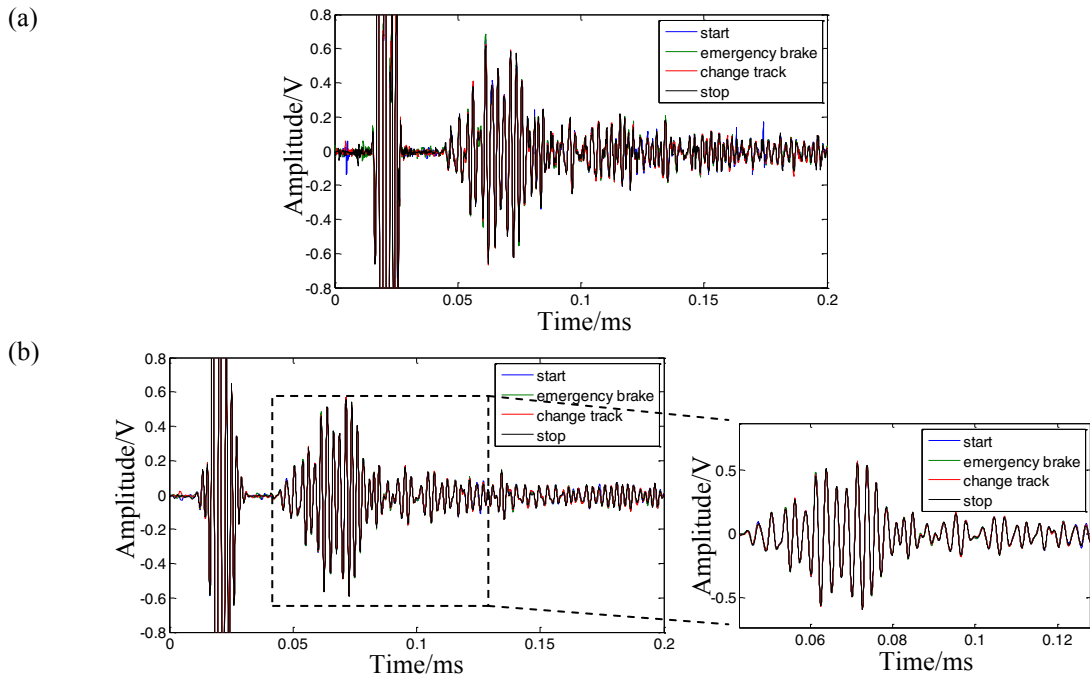 (a)
0.8
0.6
0.4
0.2
0
-0.2
-0.4
-0.6
-0.8
Amplitude/V
start
emergency brake
change track
stop
0
0.05
0.1
0.15
0.2
Time/ms
(b)
0.8
0.6
0.4
0.2
0
-0.2
-0.4
-0.6
-0.8
Amplitude/V
start
emergency brake
change track
stop
0
0.05
0.1
0.15
0.2
Time/ms
0.5
0
-0.5
Amplitude/V
start
emergency brake
change track
stop
0.06
0.08
0.1
0.12
Time/ms